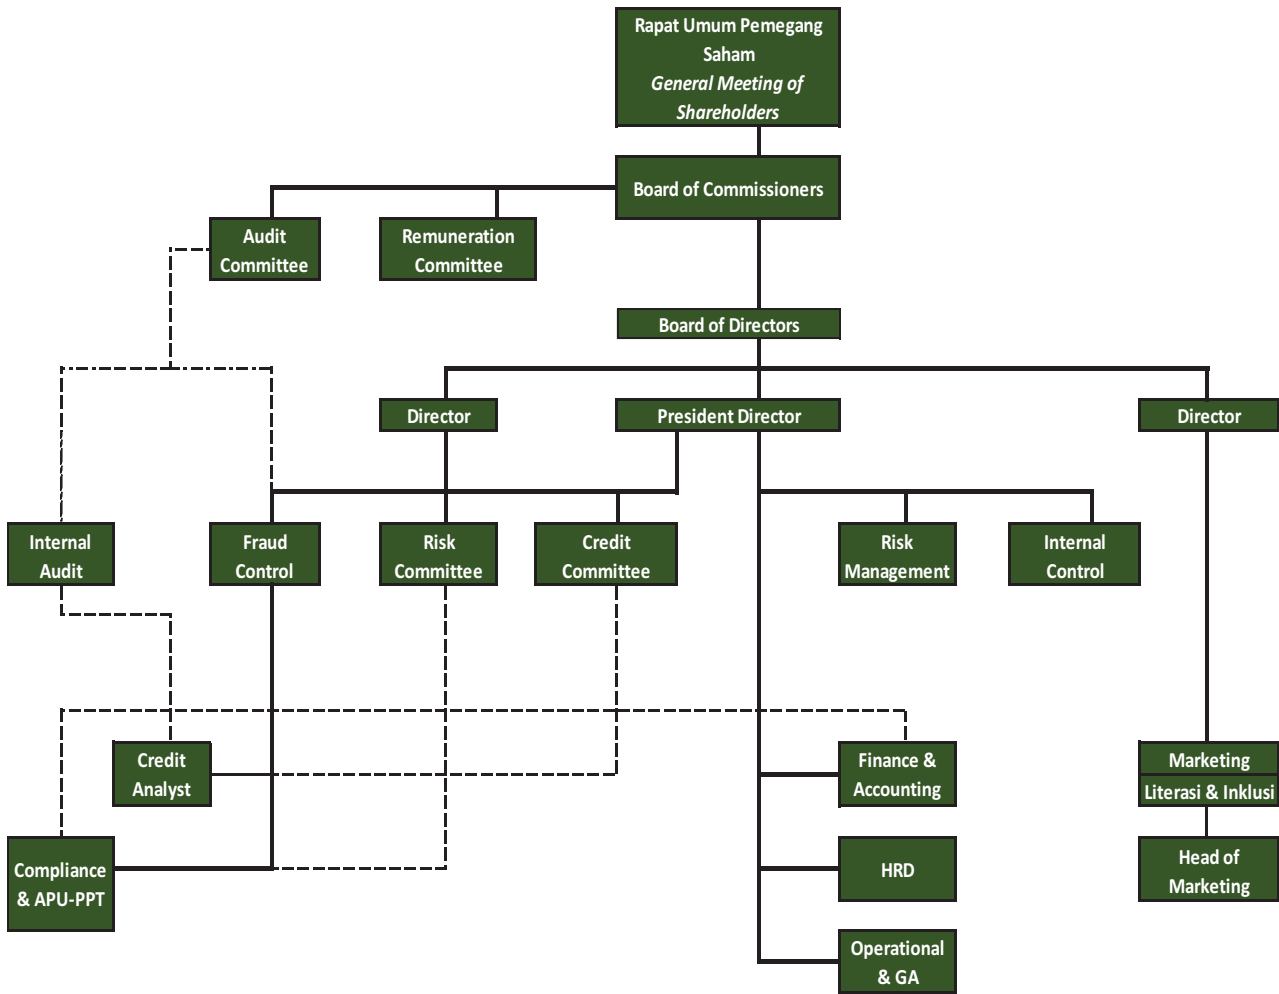 Rapat Umum Pemegang
Saham
General Meeting of
Shareholders
Board of Commissioners
Audit
Committee
Remuneration
Committee
Board of Directors
Director
President Director
Director
Internal
Audit
Fraud
Control
Risk
Committee
Credit
Committee
Risk
Management
Internal
Control
Credit
Analyst
Finance &
Accounting
Marketing
Literasi & Inklusi
Compliance
& APU-PPT
HRD
Head of
Marketing
Operational
& GA